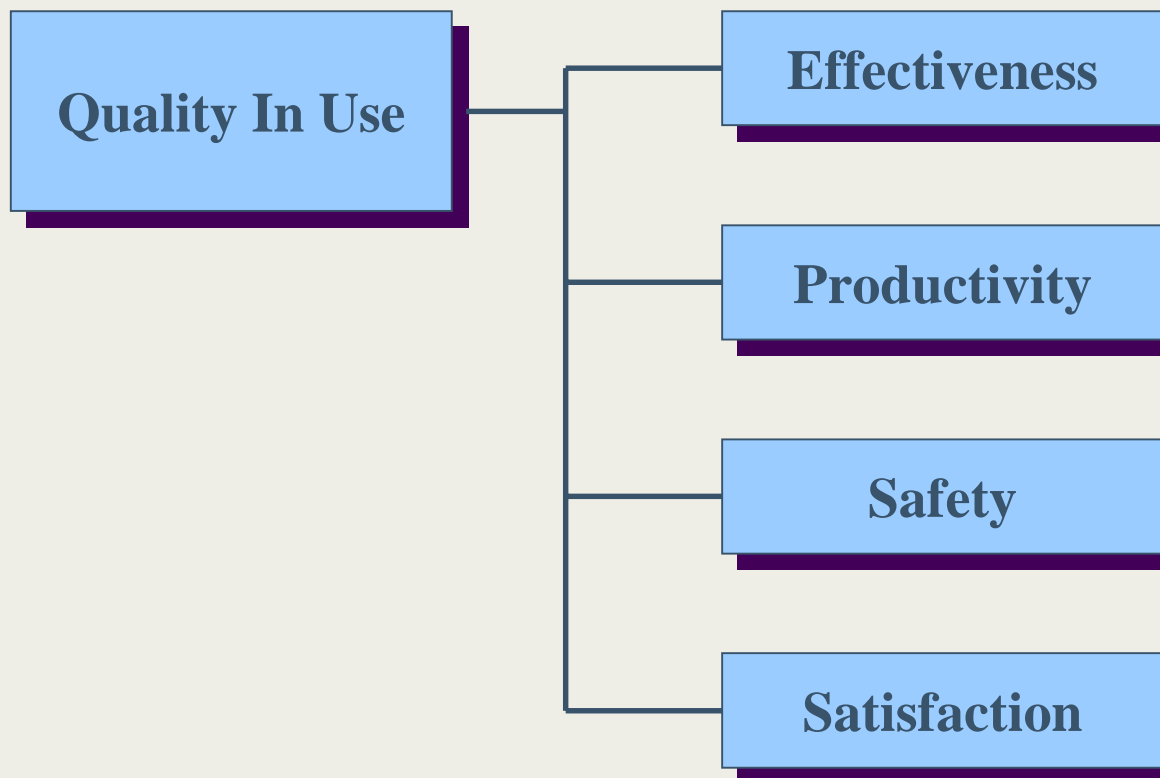 Quality In Use
Effectiveness
Productivity
Safety
Satisfaction